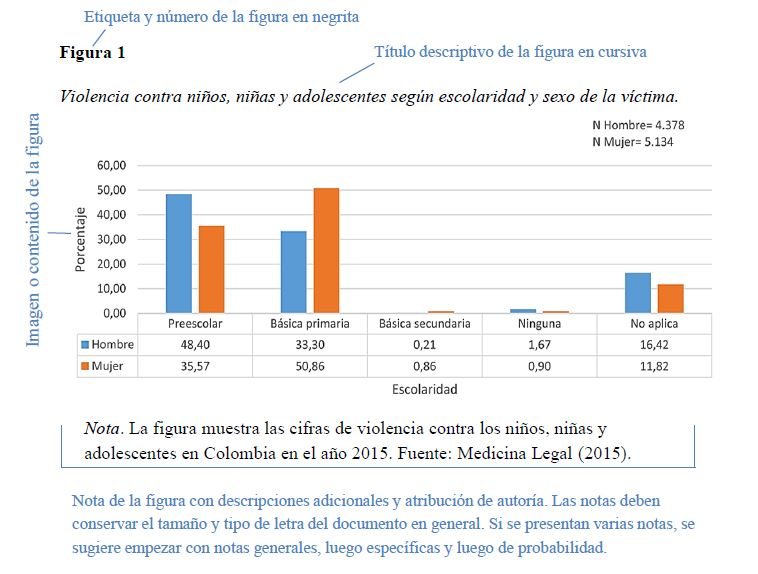 Etiqueta y número de la figura en negrita
Figura 1
Título descriptivo de la figura en cursiva
Violencia contra niños, niñas y adolescentes según escolaridad y sexo de la víctima.
Imagen o contenido de la figura
N Hombre= 4.378
N Mujer= 5.134
Porcentaje
60,00
50,00
40,00
30,00
20,00
10,00
0,00
Preescolar Básica primaria Básica secundaria Ninguna No aplica
Hombre 48,40 33,30 0,21 1,67 16,42
Mujer 35,57 50,86 0,86 0,90 11,82
Escolaridad
Nota. La figura muestra las cifras de violencia contra los niños, niñas y
adolescentes en Colombia en el año 2015. Fuente: Medicina Legal (2015).
Nota de la figura con descripciones adicionales y atribución de autoría. Las notas deben
conservar el tamaño y tipo de letra del documento en general. Si se presentan varias notas, se
sugiere empezar con notas generales, luego específicas y luego de probabilidad.